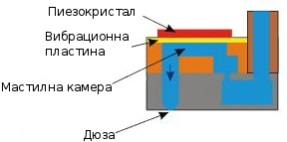 Пиезокристал
Вибрационна
пластина
Мастилна камера
Дюза